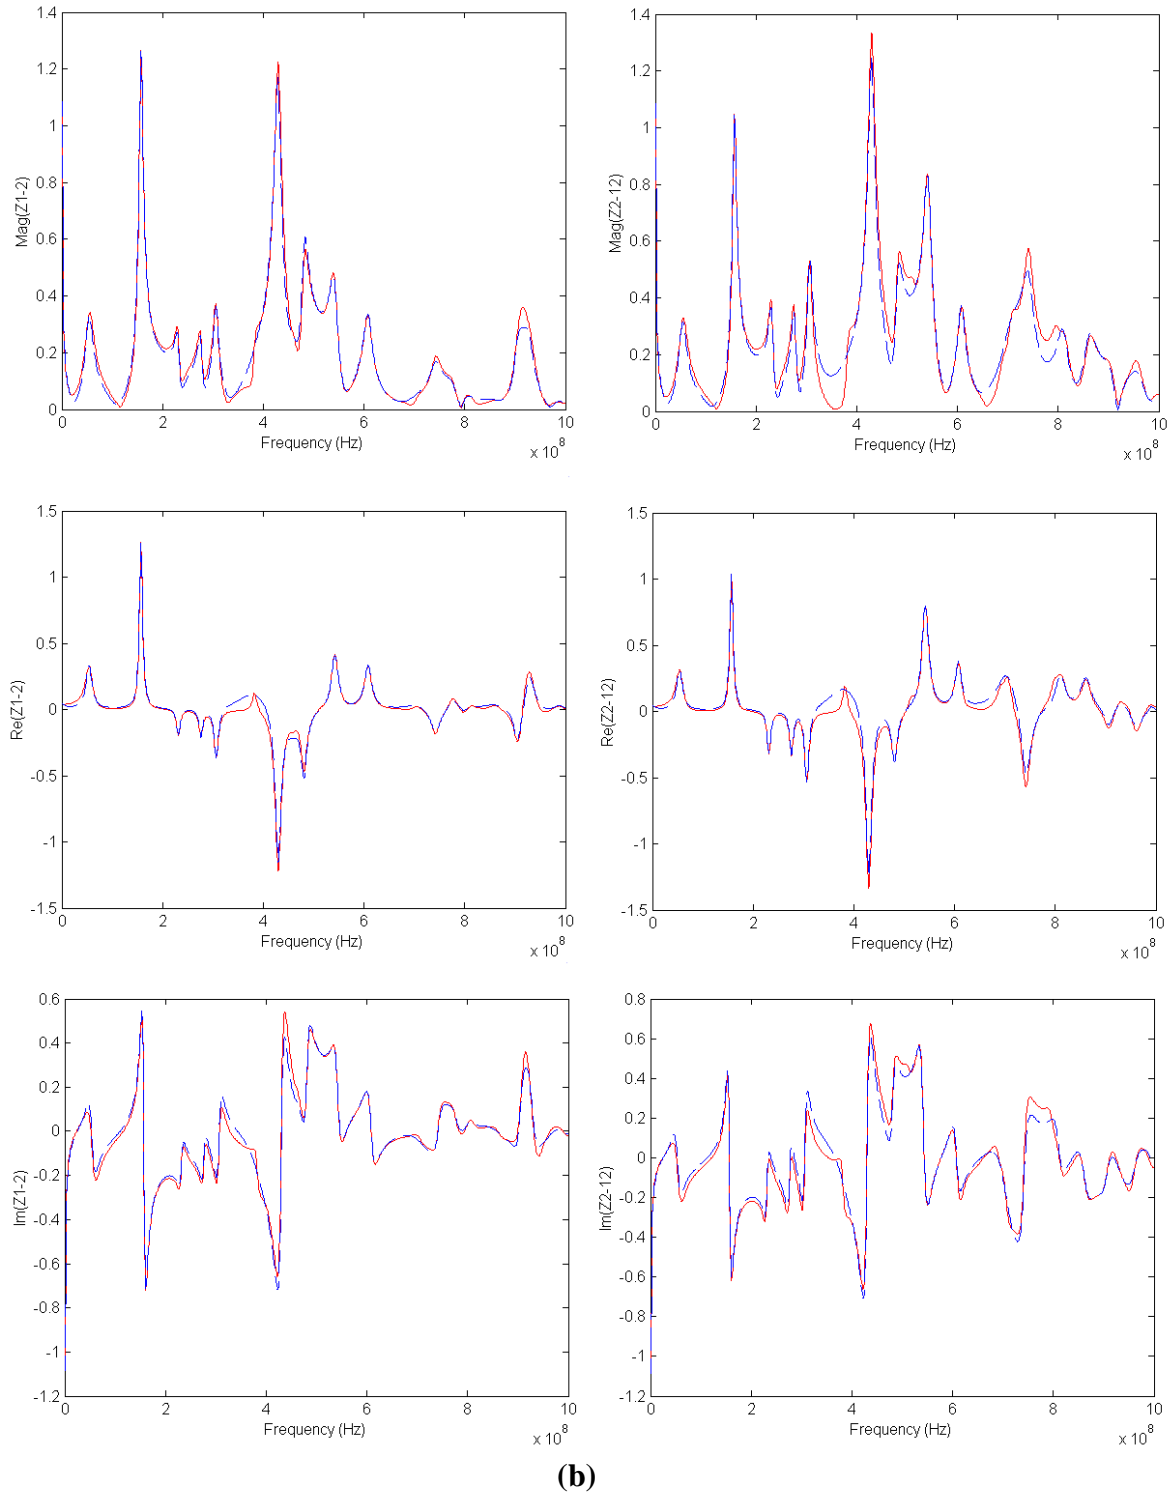 1.4
1.2
1
0.8
0.6
0.4
0.2
0
Mag(Z1-2)
0 2 4 6 8 10
Frequency (Hz)
x 10^8
1.4
1.2
1
0.8
0.6
0.4
0.2
0
Mag(Z2-12)
0 2 4 6 8 10
Frequency (Hz)
x 10^8
1.5
1
0.5
0
-0.5
-1
-1.5
Re(Z1-2)
0 2 4 6 8 10
Frequency (Hz)
x 10^8
1.5
1
0.5
0
-0.5
-1
-1.5
Re(Z2-12)
0 2 4 6 8 10
Frequency (Hz)
x 10^8
0.6
0.4
0.2
0
-0.2
-0.4
-0.6
-0.8
-1
-1.2
Im(Z1-2)
0 2 4 6 8 10
Frequency (Hz)
x 10^8
0.8
0.6
0.4
0.2
0
-0.2
-0.4
-0.6
-0.8
-1
-1.2
Im(Z2-12)
0 2 4 6 8 10
Frequency (Hz)
x 10^8
(b)